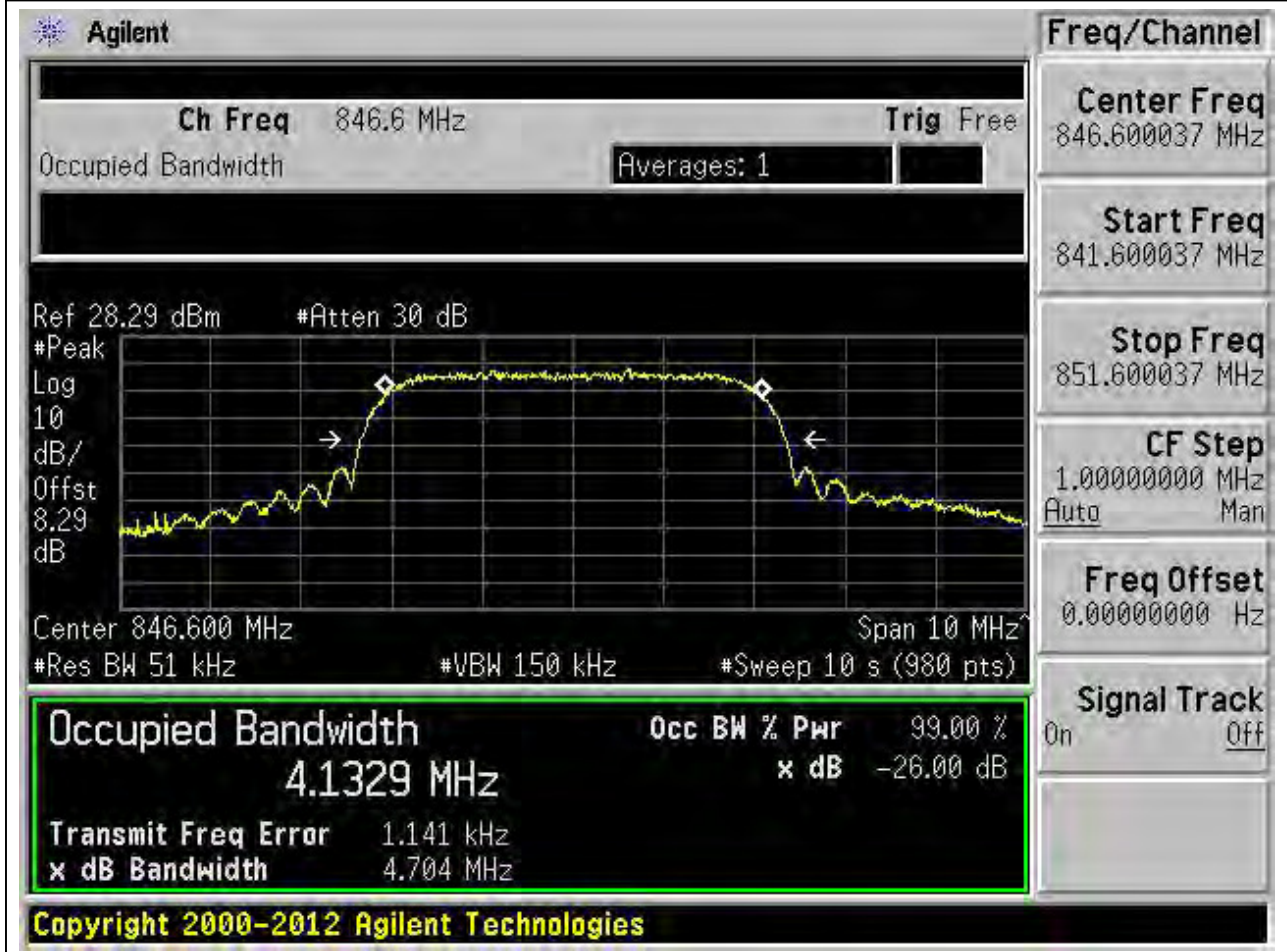 Agilent
Freq/Channel
Ch Freq 846.6 MHz Trig Free
Occupied Bandwidth Averages: 1
Center Freq
846.600037 MHz
Start Freq
841.600037 MHz
Stop Freq
851.600037 MHz
CF Step
1.00000000 MHz
Auto Man
Freq Offset
0.00000000 Hz
Signal Track
On Off
Ref 28.29 dBm #Atten 30 dB
#Peak
Log
10
dB/
Offst
8.29
dB
Center 846.600 MHz Span 10 MHz^
#Res BW 51 kHz #VBW 150 kHz #Sweep 10 s (980 pts)
Occupied Bandwidth
4.1329 MHz
Occ BW % Pwr 99.00 %
x dB -26.00 dB
Transmit Freq Error 1.141 kHz
x dB Bandwidth 4.704 MHz
Copyright 2000-2012 Agilent Technologies